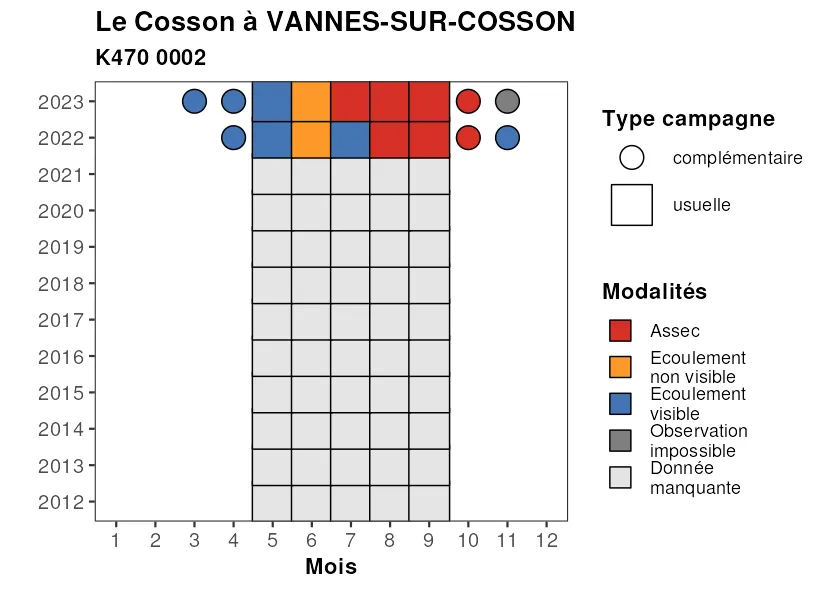 Le Cosson à VANNES-SUR-COSSON
K470 0002
2023
2022
2021
2020
2019
2018
2017
2016
2015
2014
2013
2012
1 2 3 4 5 6 7 8 9 10 11 12
Mois
Type campagne
complémentaire
usuelle
Modalités
Assec
Ecoulement
non visible
Ecoulement
visible
Observation
impossible
Donnée
manquante